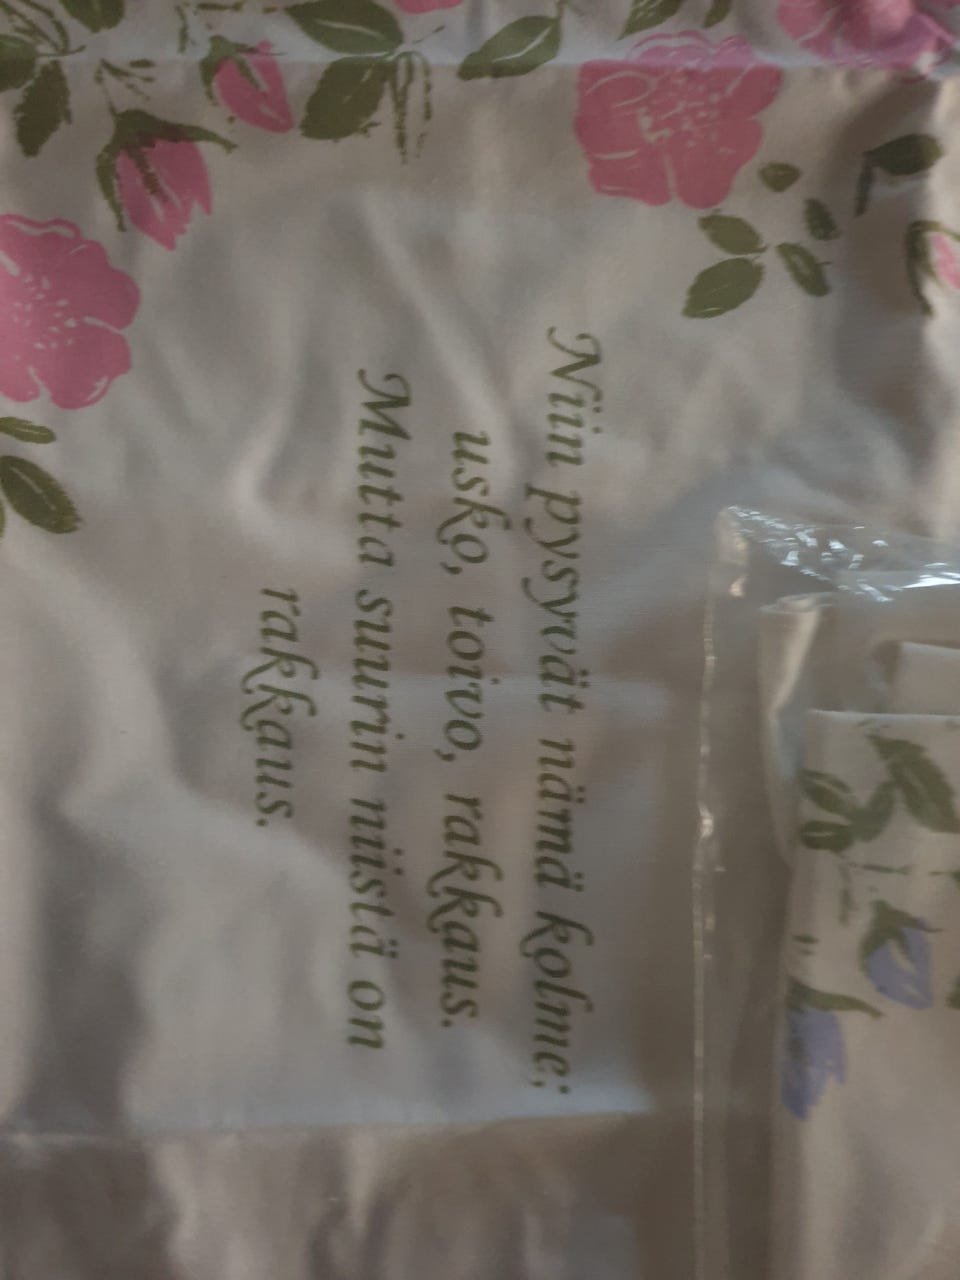 Niin pysyvät nämä kolme;
usko, toivo, rakkaus.
Mutta suurin niistä on
rakkaus.